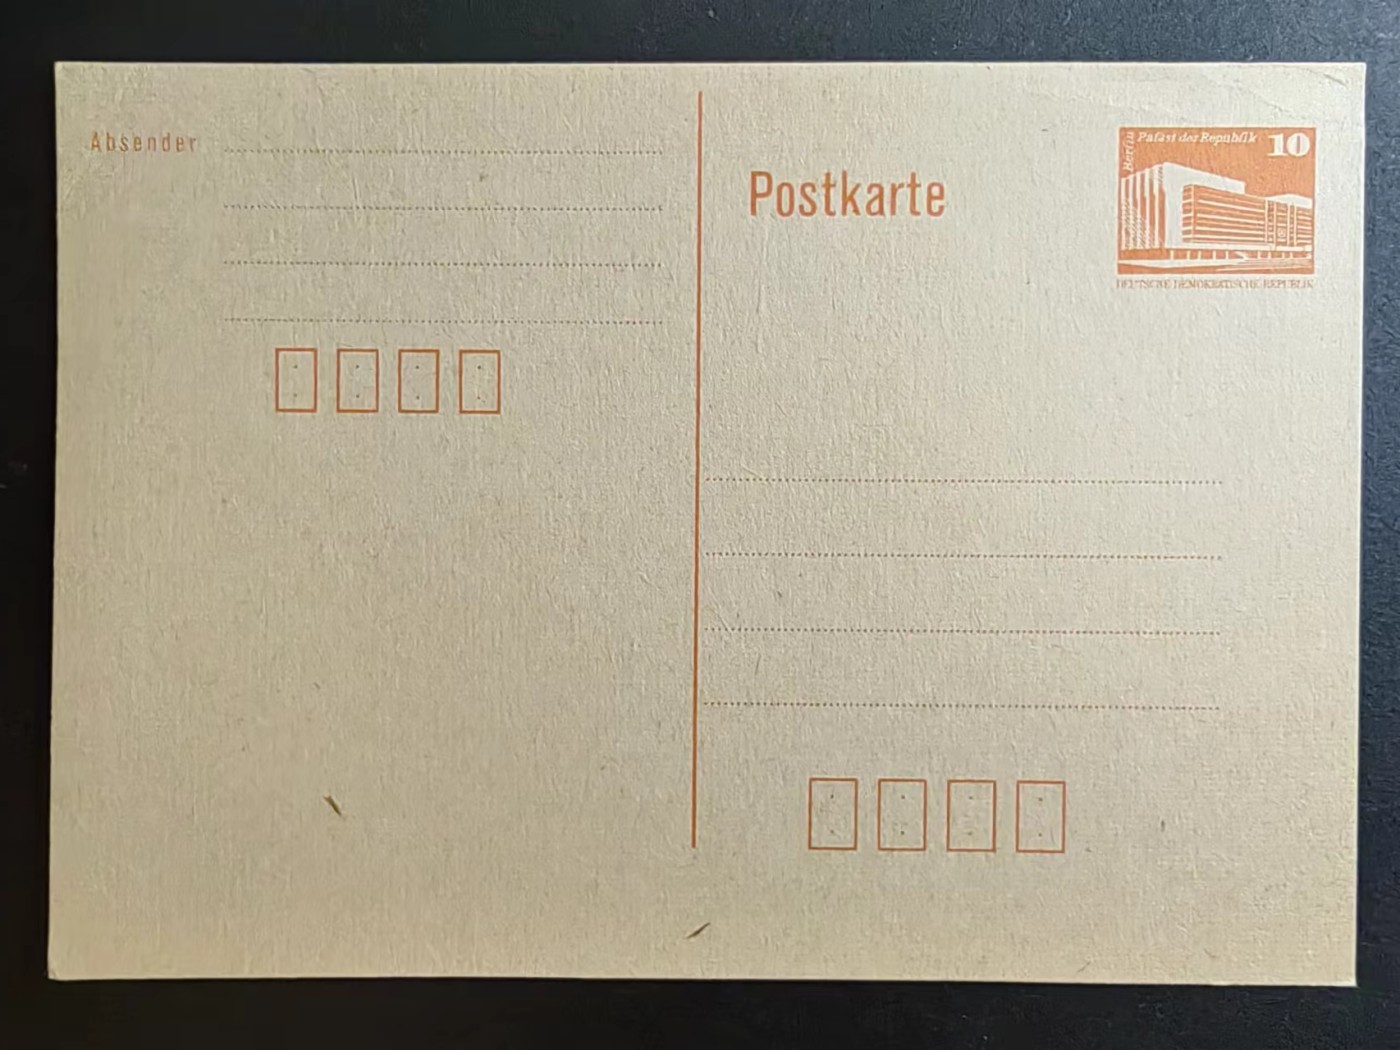 Absender
Postkarte
Berlin
Palast der Republik 10
DEUTSCHE DEMOKRATISCHE REPUBLIK